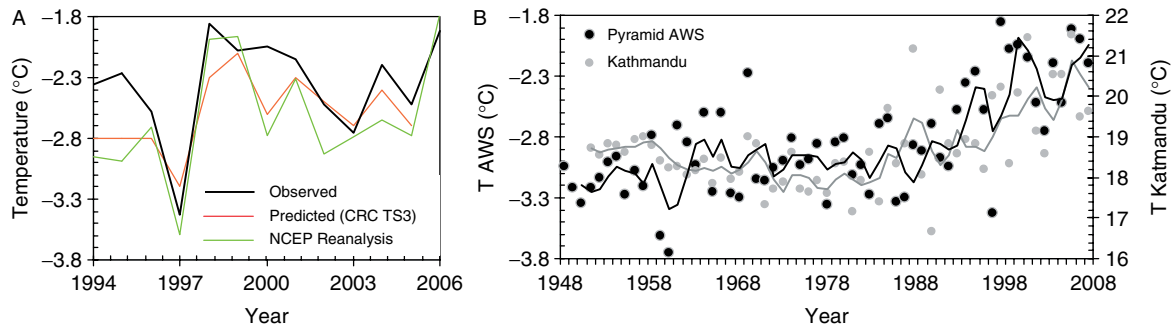 A
Temperature (°C)
−1.8
−2.3
−2.8
−3.3
−3.8
Observed
Predicted (CRC TS3)
NCEP Reanalysis
1994
1997
2000
2003
2006
Year
B
T AWS (°C)
−1.8
−2.3
−2.8
−3.3
−3.8
Pyramid AWS
Kathmandu
1948
1958
1968
1978
1988
1998
2008
Year
22
21
20
19
18
17
16
T Katmandu (°C)